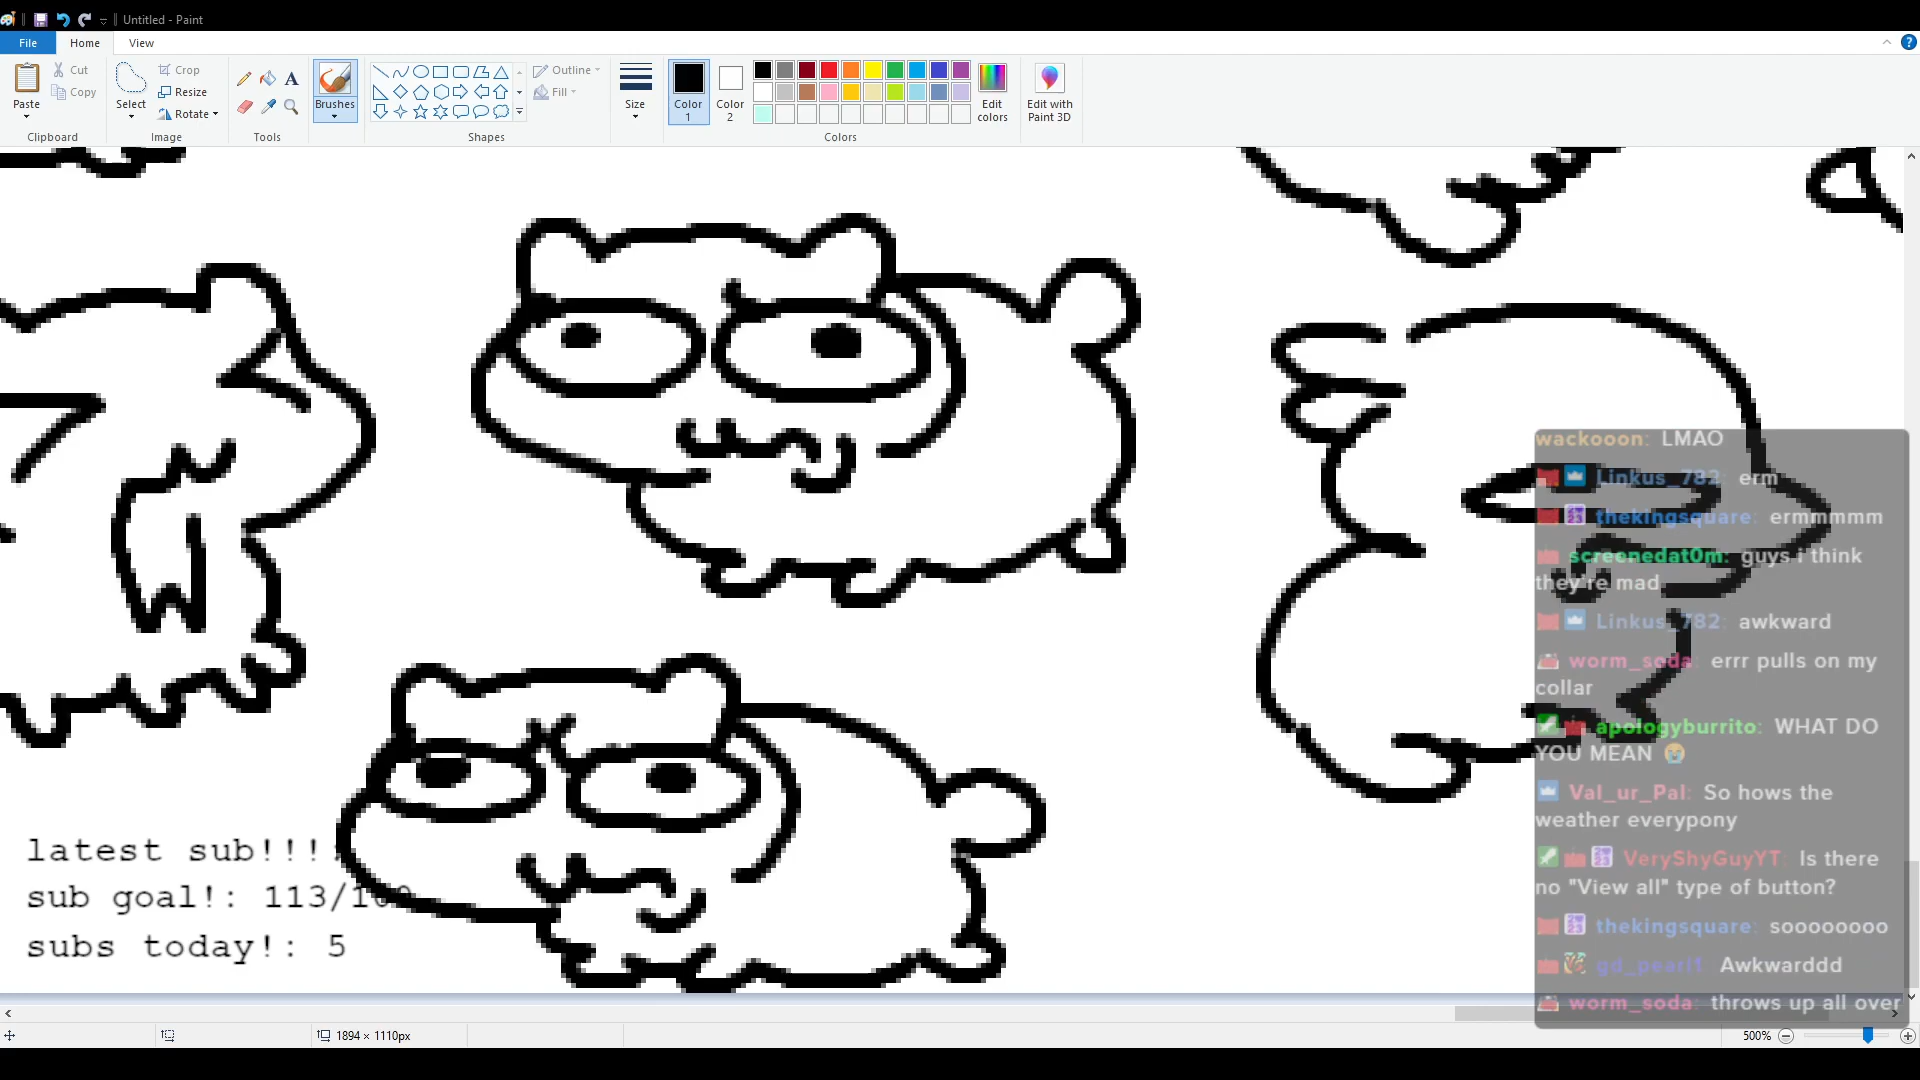 Untitled - Paint
File Home View
Paste
Cut
Copy
Clipboard
Select
Crop
Resize
Rotate
Image
Tools
Brushes
Shapes
Outline
Fill
Size
Color 1
Color 2
Colors
Edit colors
Edit with Paint 3D
wackooon: LMAO
Linkus_782: erm
thekingsquare: ermmmmm
screenedat0m: guys i think
they're mad
Linkus_782: awkward
worm_soda: errr pulls on my
collar
apologyburrito: WHAT DO
YOU MEAN 😭
Val_ur_Pal: So hows the
weather everypony
VeryShyGuyYT: Is there
no "View all" type of button?
thekingsquare: soooooooo
Awkwarddd
worm_soda: throws up all over
latest sub!!!:
sub goal!: 113/1
subs today!: 5
1894 × 1110px
500%